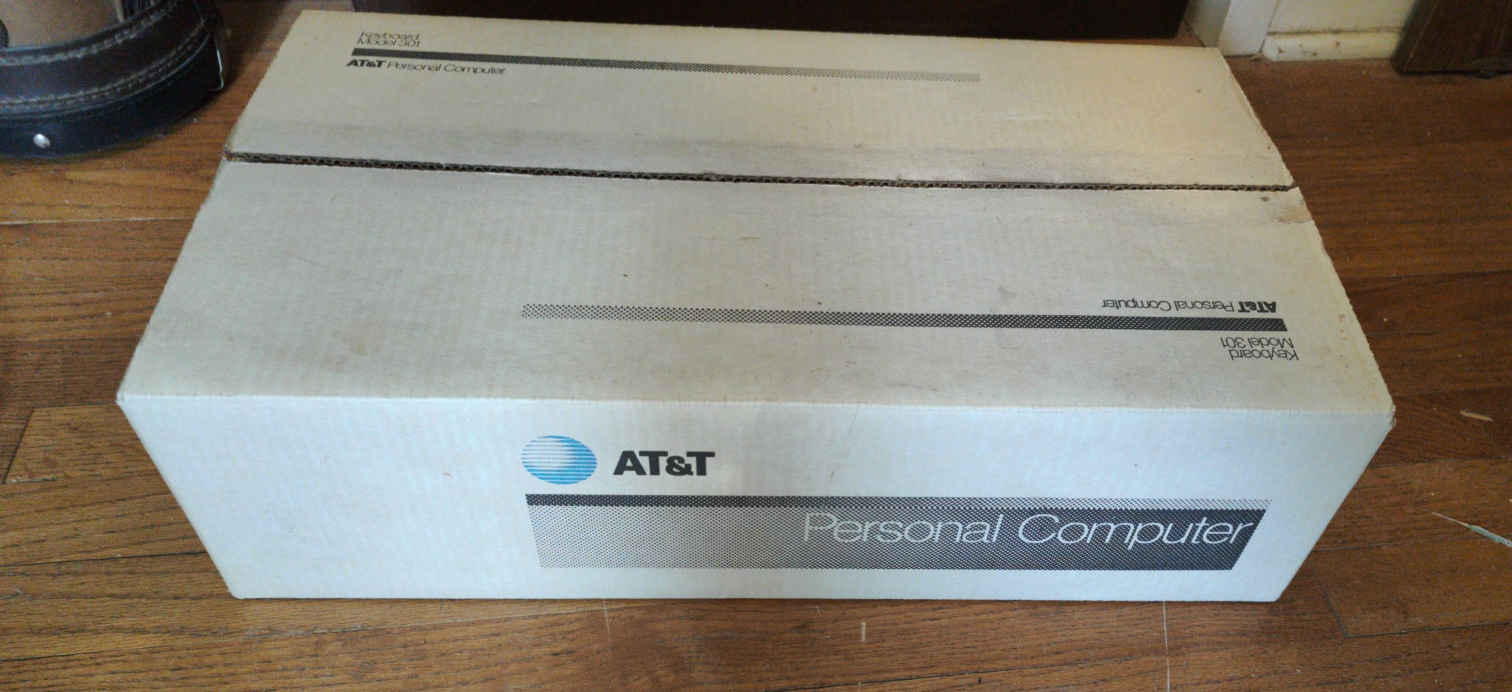 Keyboard
Model 301
AT&T Personal Computer
AT&T Personal Computer
Keyboard
Model 301
AT&T
Personal Computer